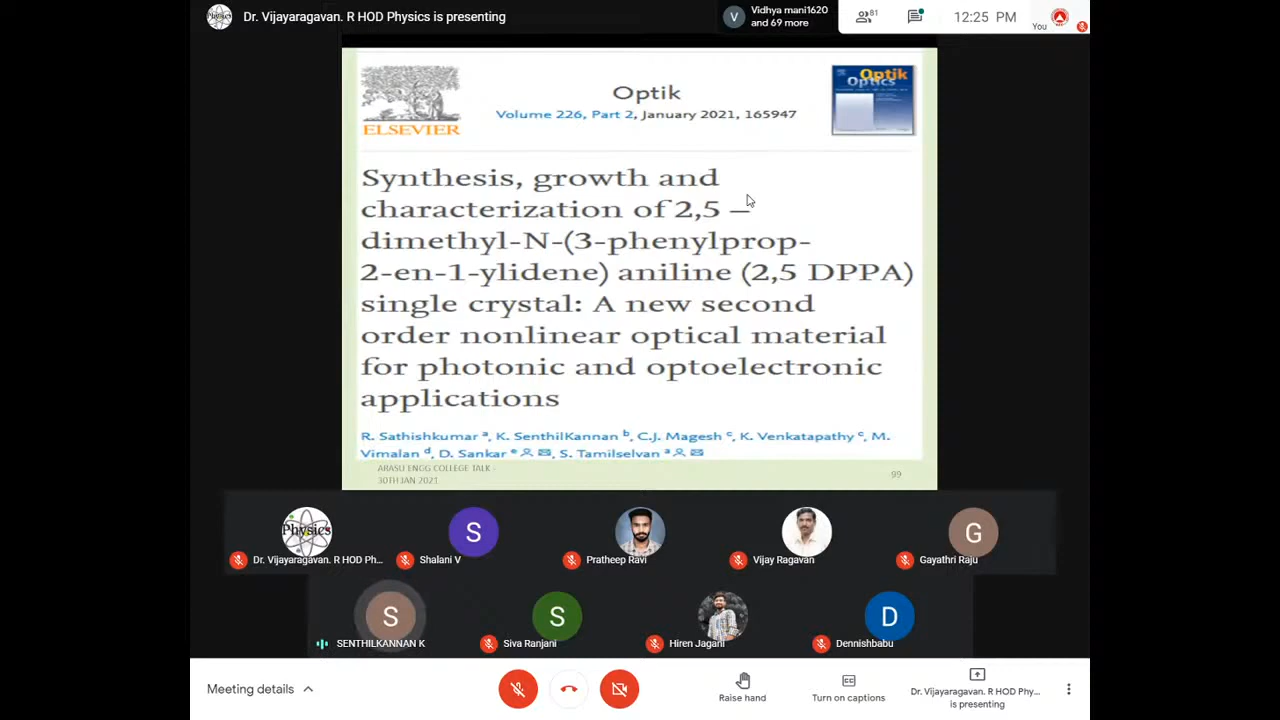 Dr. Vijayaragavan. R HOD Physics is presenting
V
Vidhya mani1620
and 69 more
81
12:25 PM
You
ELSEVIER
Optik
Volume 226, Part 2, January 2021, 165947
Optik
Optics
Synthesis, growth and
characterization of 2,5 –
dimethyl-N-(3-phenylprop-
2-en-1-ylidene) aniline (2,5 DPPA)
single crystal: A new second
order nonlinear optical material
for photonic and optoelectronic
applications
R. Sathishkumar a, K. SenthilKannan b, C.J. Magesh c, K. Venkatapathy c, M.
Vimalan d, D. Sankar e, S. Tamilselvan a
ARASU ENGG COLLEGE TALK -
30TH JAN 2021
99
Physics
S
G
Dr. Vijayaragavan. R HOD Ph...
Shalani V
Pratheep Ravi
Vijay Ragavan
Gayathri Raju
S
S
D
SENTHILKANNAN K
Siva Ranjani
Hiren Jagani
Dennishbabu
Meeting details
Raise hand
Turn on captions
Dr. Vijayaragavan. R HOD Phy...
is presenting